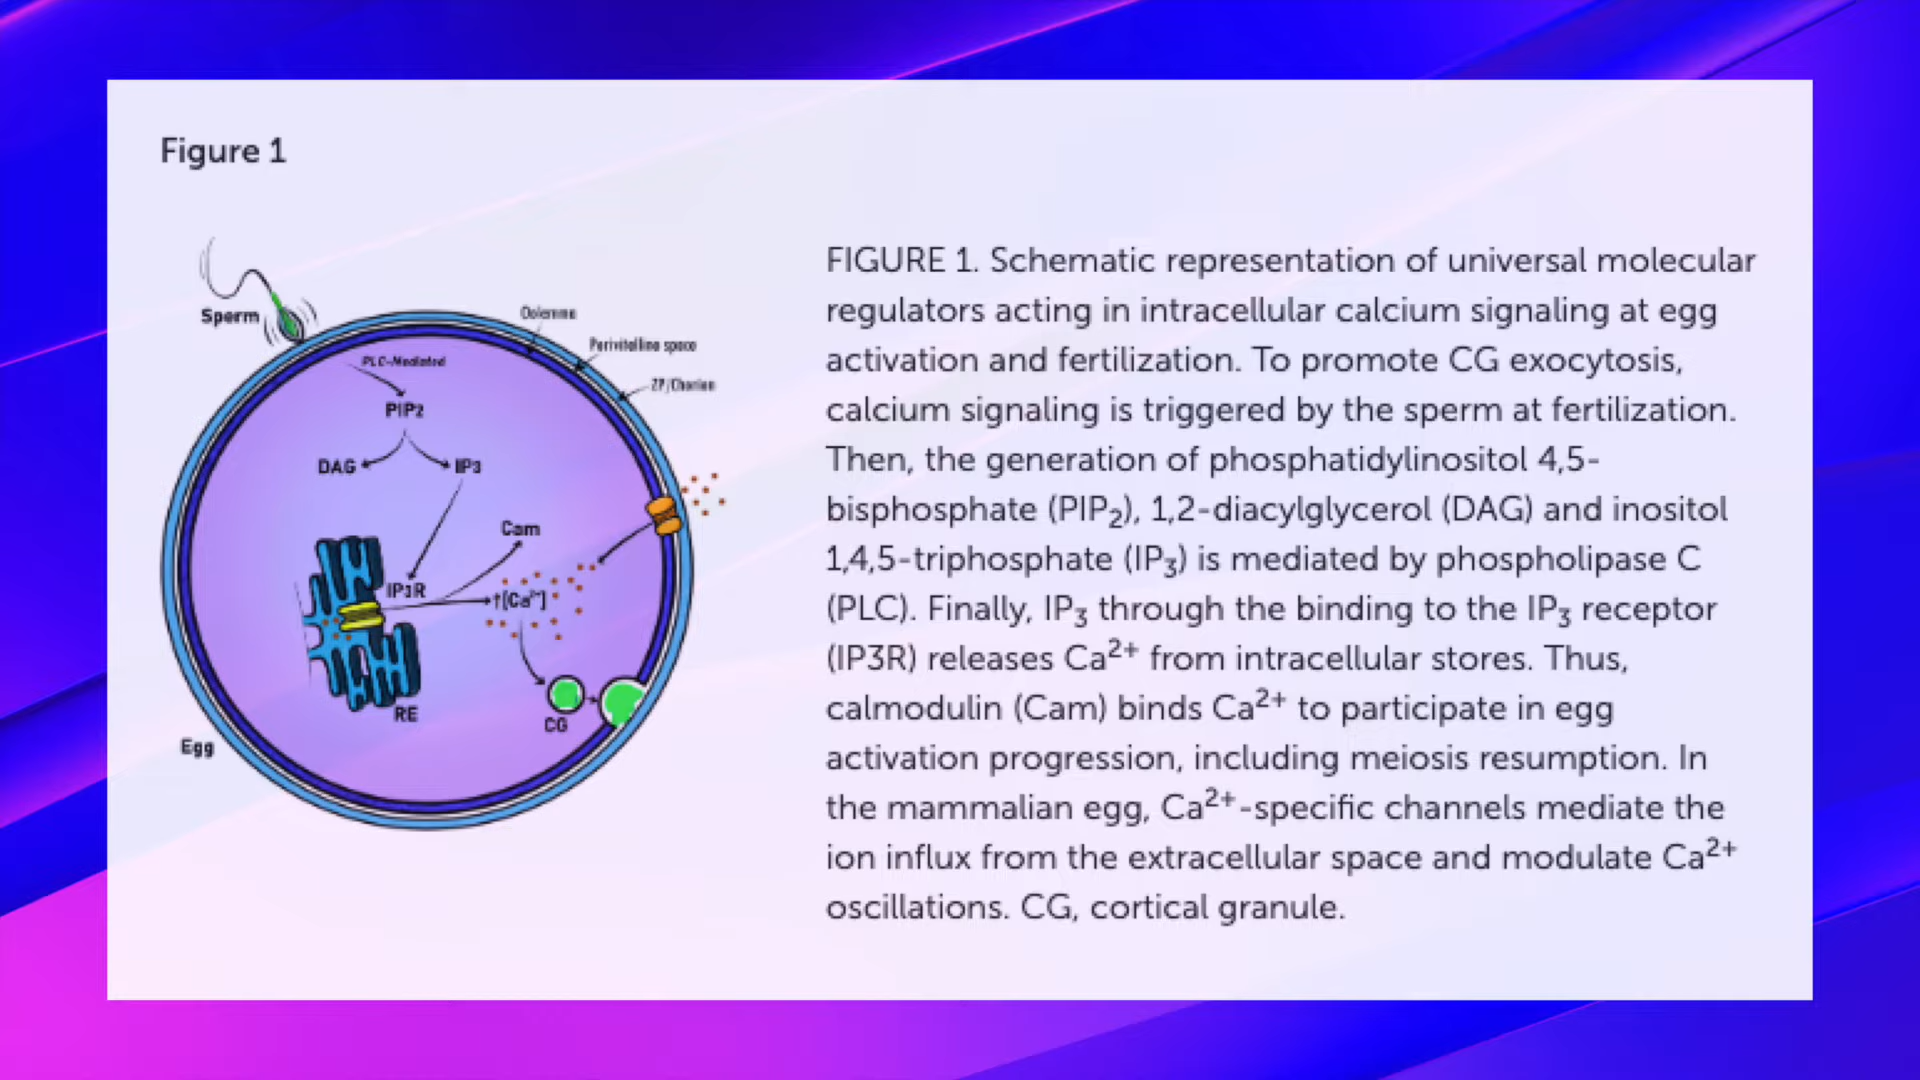 Figure 1
Sperm
Oolemma
Perivitelline space
ZP/Chorion
PLC-Mediated
PIP2
DAG
IP3
Cam
IP3R
↑[Ca²⁺]
RE
CG
Egg
FIGURE 1. Schematic representation of universal molecular
regulators acting in intracellular calcium signaling at egg
activation and fertilization. To promote CG exocytosis,
calcium signaling is triggered by the sperm at fertilization.
Then, the generation of phosphatidylinositol 4,5-
bisphosphate (PIP₂), 1,2-diacylglycerol (DAG) and inositol
1,4,5-triphosphate (IP₃) is mediated by phospholipase C
(PLC). Finally, IP₃ through the binding to the IP₃ receptor
(IP3R) releases Ca²⁺ from intracellular stores. Thus,
calmodulin (Cam) binds Ca²⁺ to participate in egg
activation progression, including meiosis resumption. In
the mammalian egg, Ca²⁺-specific channels mediate the
ion influx from the extracellular space and modulate Ca²⁺
oscillations. CG, cortical granule.